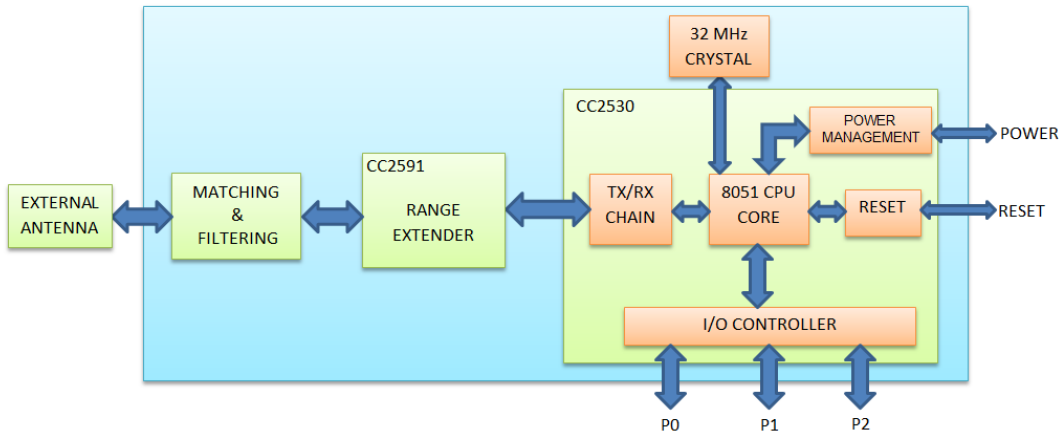 32 MHz
CRYSTAL
CC2530
POWER
MANAGEMENT
POWER
CC2591
EXTERNAL
ANTENNA
MATCHING
&
FILTERING
RANGE
EXTENDER
TX/RX
CHAIN
8051 CPU
CORE
RESET
RESET
I/O CONTROLLER
P0
P1
P2